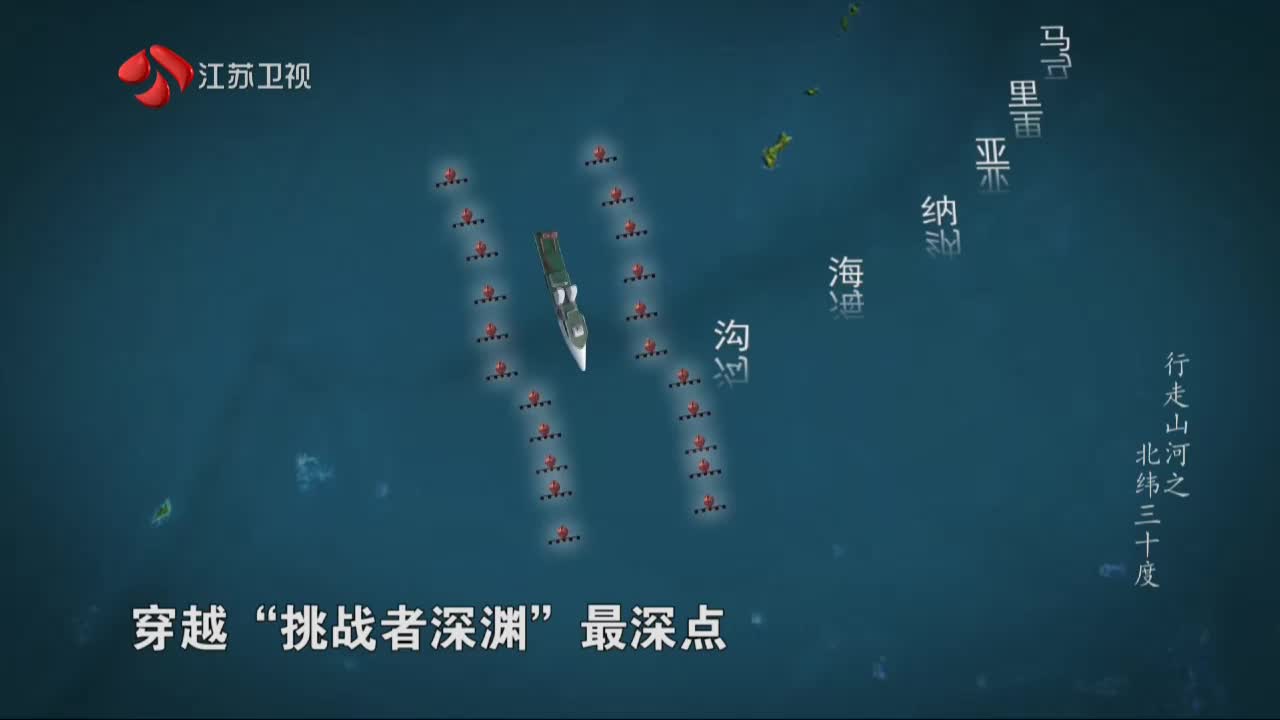 江苏卫视
马里亚纳海沟
行走山河之
北纬三十度
穿越“挑战者深渊”最深点